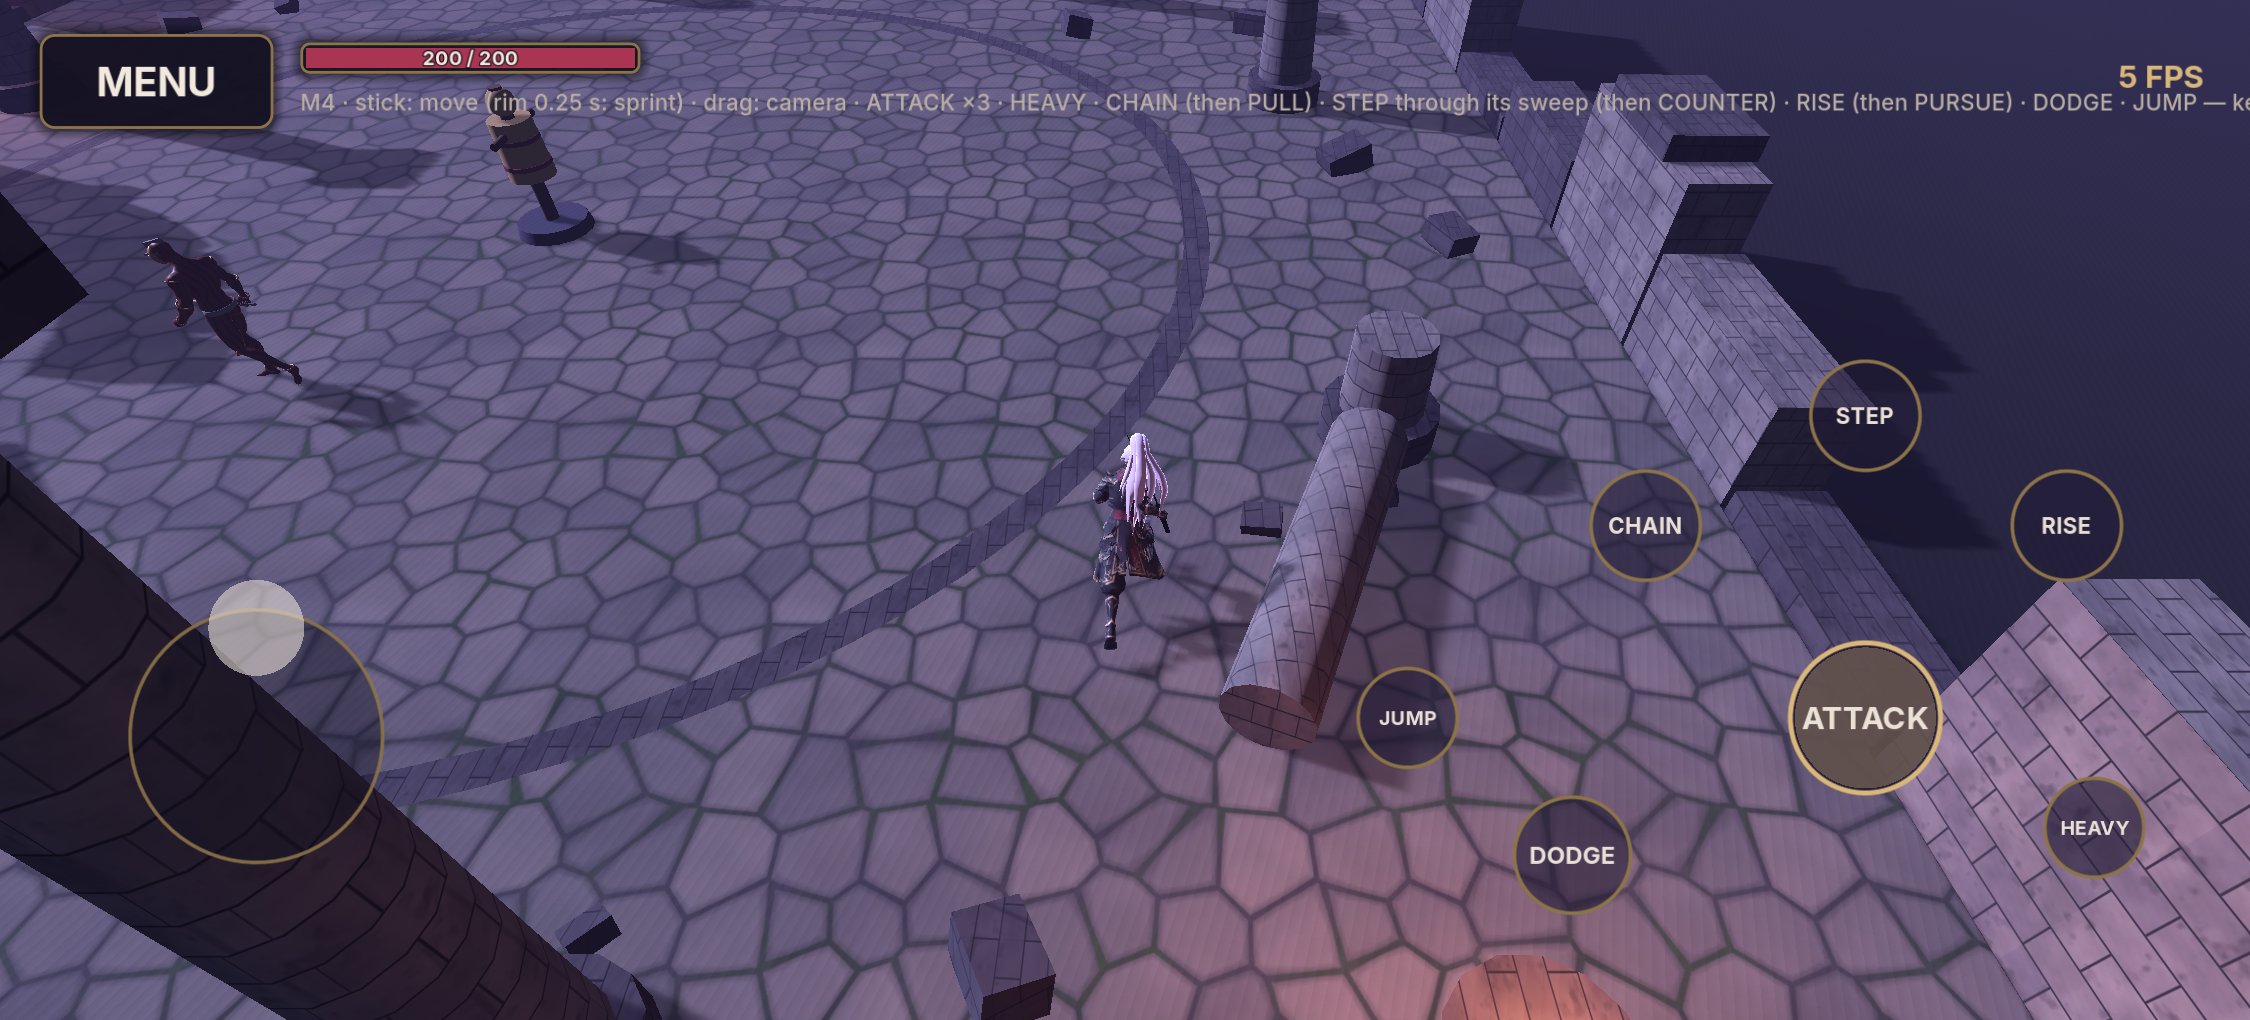 MENU
200 / 200
5 FPS
M4 · stick: move (rim 0.25 s: sprint) · drag: camera · ATTACK ×3 · HEAVY · CHAIN (then PULL) · STEP through its sweep (then COUNTER) · RISE (then PURSUE) · DODGE · JUMP —
STEP
CHAIN
RISE
JUMP
ATTACK
HEAVY
DODGE